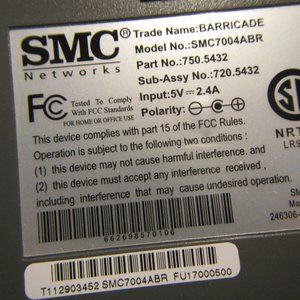 SMC®
Networks
Trade Name:BARRICADE
Model No.:SMC7004ABR
Part No.:750.5432
Sub-Assy No.:720.5432
Input:5V 2.4A
Polarity:
FC Tested To Comply
With FCC Standards
FOR HOME OR OFFICE USE
This device complies with part 15 of the FCC Rules.
Operation is subject to the following two conditions:
(1) this device may not cause harmful interference. and
(2) this device must accept any interference
including interference that may cause undesired
NRT
LR9
662698570106
SM
Ma
246306-
T112903452 SMC7004ABR FU17000500